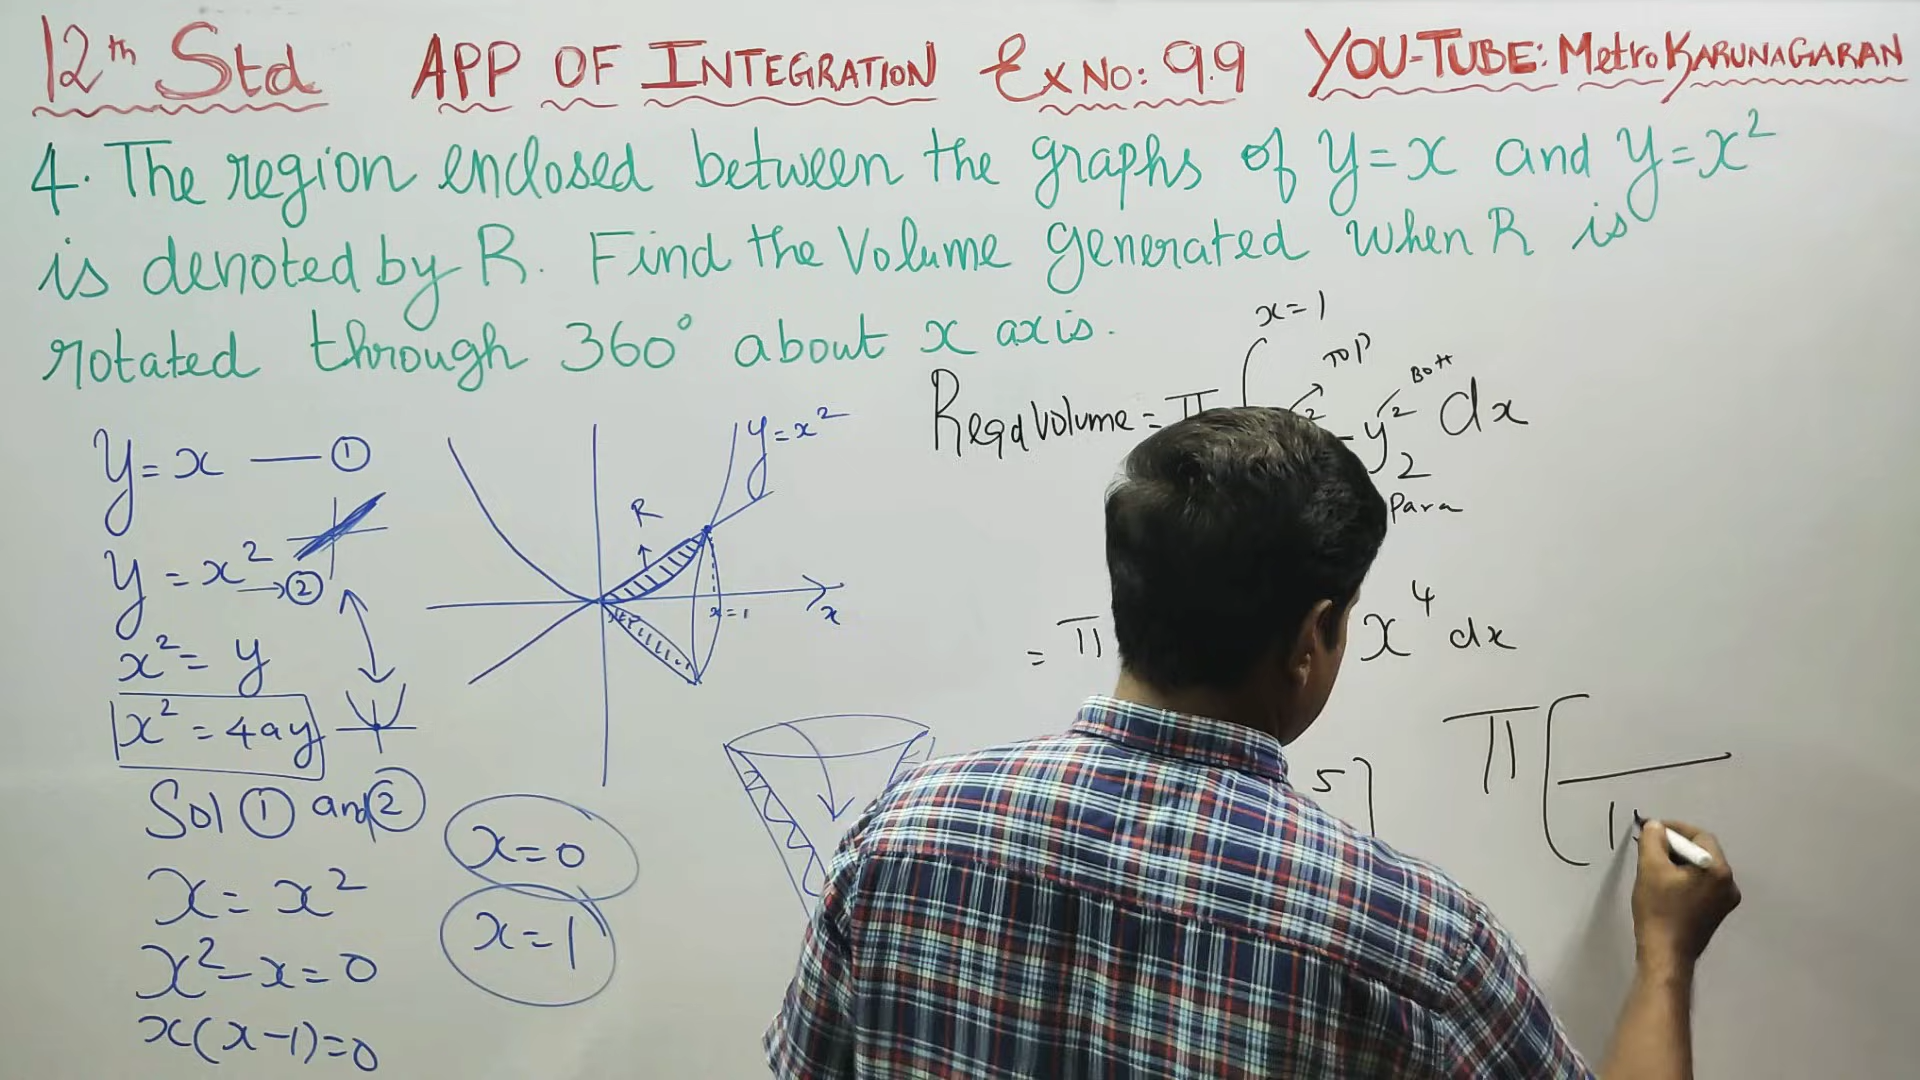 12th Std APP OF INTEGRATION Ex No: 9.9 YOU-TUBE: Metro KARUNAGARAN
4. The region enclosed between the graphs of y=x and y=x²
is denoted by R. Find the Volume generated when R is
rotated through 360° about x axis.
y=x —①
y=x² →②
x²=y
x²=4ay
Sol ① and ②
x=x²
x²-x=0
x(x-1)=0
x=0
x=1
y=x²
R
x=1
x
x=1
TOP
Bott
Reqd Volume = π ² - y₂² dx
Para
= π x⁴ dx
5]
π[